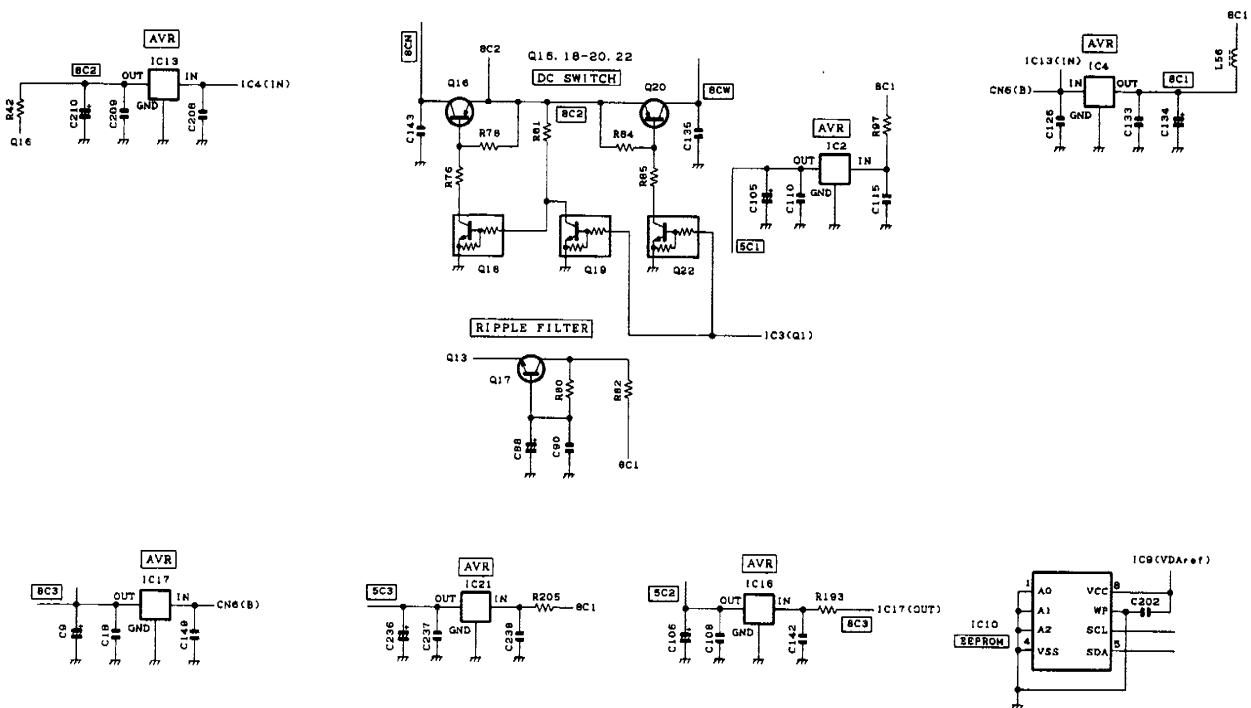 AVR
IC13
8C2
OUT
IN
IC4(IN)
GND
R42
C210
C209
C208
Q16
8CN
8C2
Q16.18-20.22
DC SWITCH
Q16
Q20
8CW
C143
R78
R81
8C2
R84
C135
R76
R85
Q18
Q19
Q22
IC3(Q1)
8C1
R97
AVR
IC2
OUT
IN
GND
C105
C110
C115
5C1
8C1
L56
AVR
IC13(IN)
IC4
CN6(B)
IN
OUT
8C1
GND
C126
C133
C134
RIPPLE FILTER
Q13
Q17
R80
R82
C88
C90
8C1
AVR
IC17
8C3
OUT
IN
CN6(B)
GND
C9
C18
C149
AVR
IC21
5C3
OUT
IN
R205
8C1
GND
C236
C237
C238
AVR
IC16
5C2
OUT
IN
R193
IC17(OUT)
8C3
GND
C106
C108
C142
IC9(VDAref)
1
A0
VCC
8
A1
WP
C202
IC10
A2
SCL
EEPROM
4
VSS
SDA
5